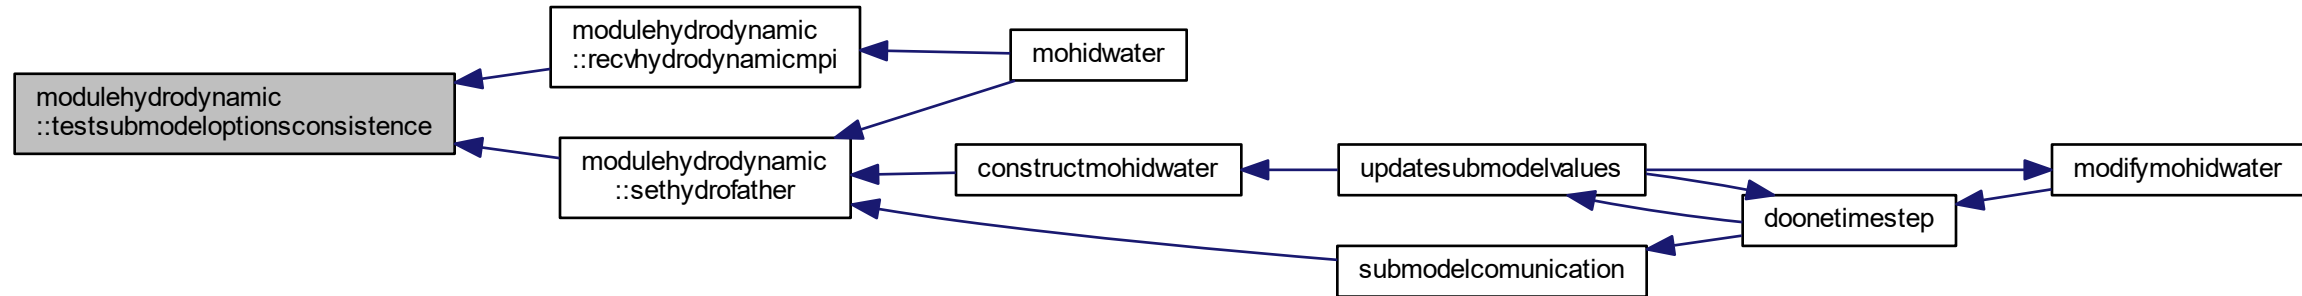 modulehydrodynamic
::testsubmodeloptionsconsistence
modulehydrodynamic
::recvhydrodynamicmpi
mohidwater
modulehydrodynamic
::sethydrofather
constructmohidwater
updatesubmodelvalues
modifymohidwater
doonetimestep
submodelcomunication